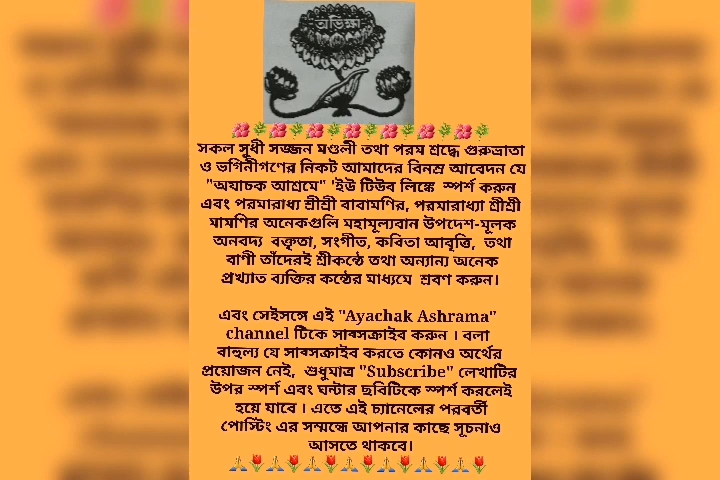 অভিক্ষা
সকল সুধী সজ্জন মণ্ডলী তথা পরম শ্রদ্ধে গুরুভ্রাতা
ও ভগিনীগণের নিকট আমাদের বিনম্র আবেদন যে
"অযাচক আশ্রমে" 'ইউ টিউব লিঙ্কে স্পর্শ করুন
এবং পরমারাধ্য শ্রীশ্রী বাবামণির, পরমারাধ্যা শ্রীশ্রী
মামণির অনেকগুলি মহামূল্যবান উপদেশ-মূলক
অনবদ্য বক্তৃতা, সংগীত, কবিতা আবৃত্তি, তথা
বাণী তাঁদেরই শ্রীকন্ঠে তথা অন্যান্য অনেক
প্রখ্যাত ব্যক্তির কন্ঠের মাধ্যমে শ্রবণ করুন।
এবং সেইসঙ্গে এই "Ayachak Ashrama"
channel টিকে সাবসক্রাইব করুন । বলা
বাহুল্য যে সাবসক্রাইব করতে কোনও অর্থের
প্রয়োজন নেই, শুধুমাত্র "Subscribe" লেখাটির
উপর স্পর্শ এবং ঘন্টার ছবিটিকে স্পর্শ করলেই
হয়ে যাবে । এতে এই চ্যানেলের পরবর্তী
পোস্টিং এর সম্মন্ধে আপনার কাছে সূচনাও
আসতে থাকবে।